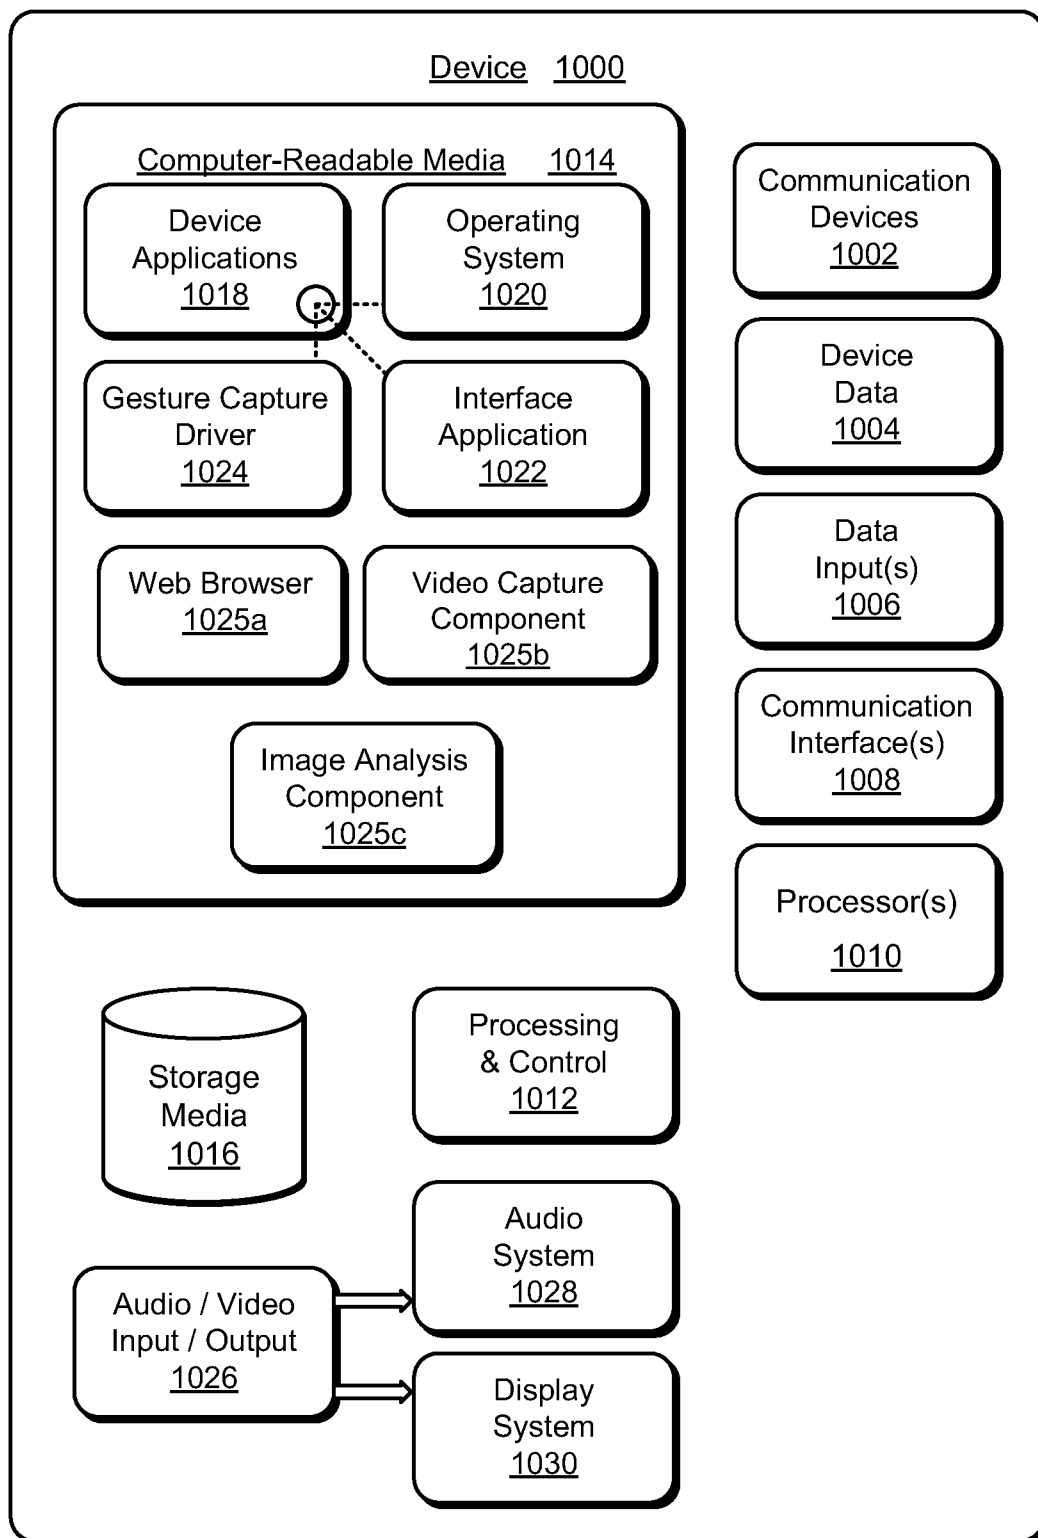 Device 1000
Computer-Readable Media 1014
Device
Applications
1018
Operating
System
1020
Gesture Capture
Driver
1024
Interface
Application
1022
Web Browser
1025a
Video Capture
Component
1025b
Image Analysis
Component
1025c
Communication
Devices
1002
Device
Data
1004
Data
Input(s)
1006
Communication
Interface(s)
1008
Processor(s)
1010
Storage
Media
1016
Processing
& Control
1012
Audio / Video
Input / Output
1026
Audio
System
1028
Display
System
1030